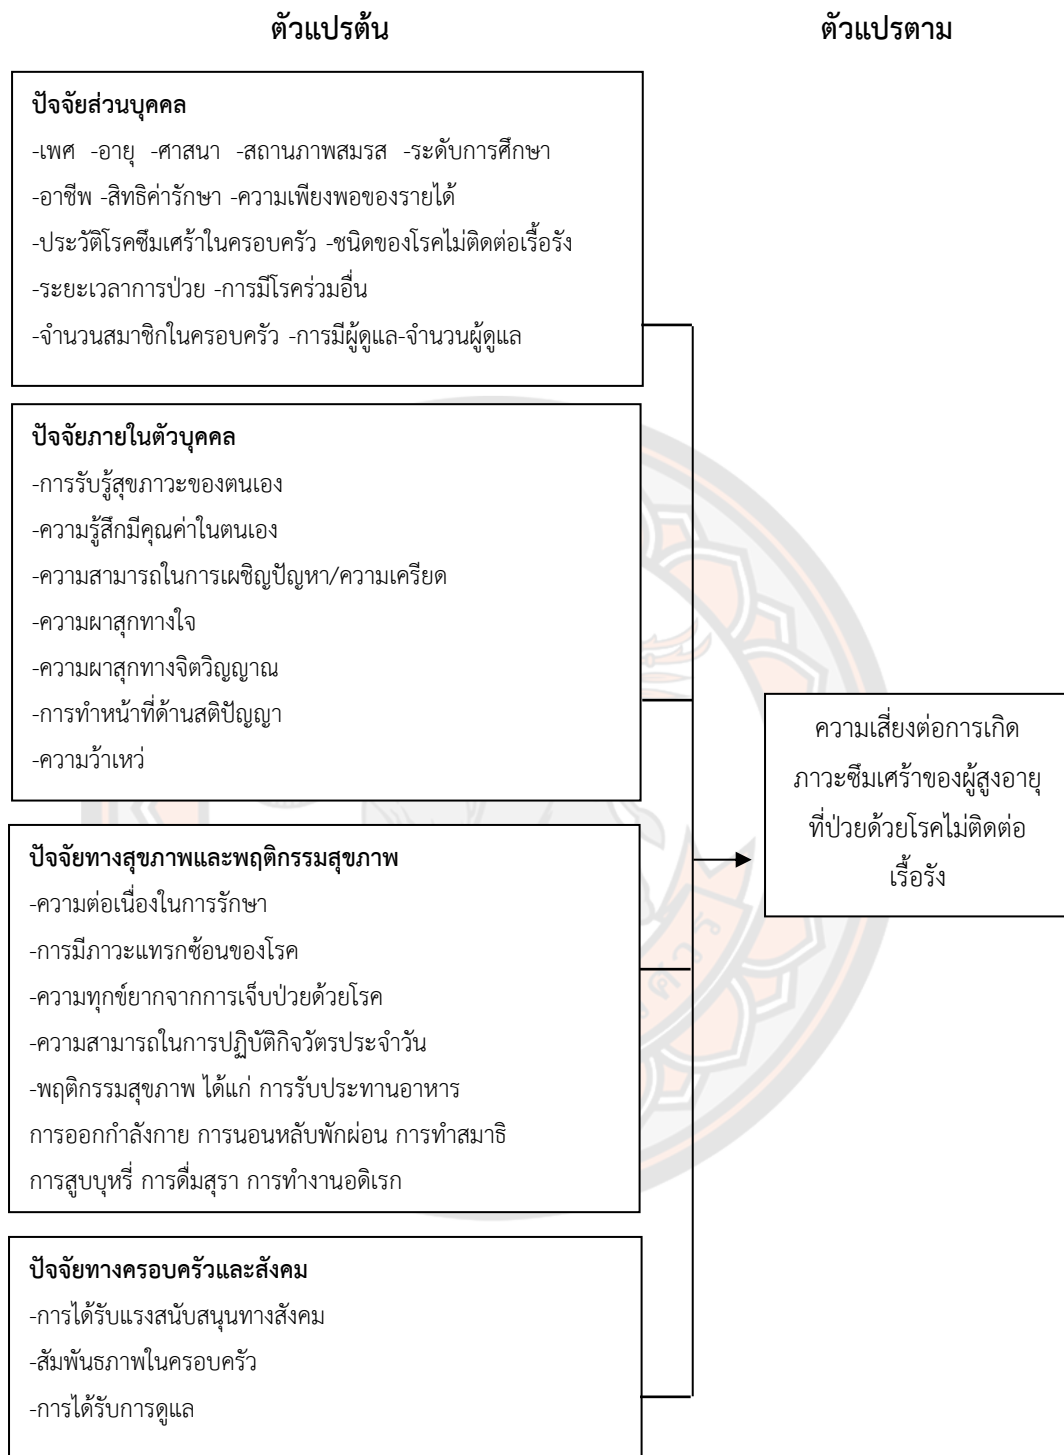 ตัวแปรต้น
ตัวแปรตาม
ปัจจัยส่วนบุคคล
-เพศ -อายุ -ศาสนา -สถานภาพสมรส -ระดับการศึกษา
-อาชีพ -สิทธิค่ารักษา -ความเพียงพอของรายได้
-ประวัติโรคซึมเศร้าในครอบครัว -ชนิดของโรคไม่ติดต่อเรื้อรัง
-ระยะเวลาการป่วย -การมีโรคร่วมอื่น
-จำนวนสมาชิกในครอบครัว -การมีผู้ดูแล-จำนวนผู้ดูแล
ปัจจัยภายในตัวบุคคล
-การรับรู้สุขภาวะของตนเอง
-ความรู้สึกมีคุณค่าในตนเอง
-ความสามารถในการเผชิญปัญหา/ความเครียด
-ความผาสุกทางใจ
-ความผาสุกทางจิตวิญญาณ
-การทำหน้าที่ด้านสติปัญญา
-ความว้าเหว่
ปัจจัยทางสุขภาพและพฤติกรรมสุขภาพ
-ความต่อเนื่องในการรักษา
-การมีภาวะแทรกซ้อนของโรค
-ความทุกข์ยากจากการเจ็บป่วยด้วยโรค
-ความสามารถในการปฏิบัติกิจวัตรประจำวัน
-พฤติกรรมสุขภาพ ได้แก่ การรับประทานอาหาร
การออกกำลังกาย การนอนหลับพักผ่อน การทำสมาธิ
การสูบบุหรี่ การดื่มสุรา การทำงานอดิเรก
ปัจจัยทางครอบครัวและสังคม
-การได้รับแรงสนับสนุนทางสังคม
-สัมพันธภาพในครอบครัว
-การได้รับการดูแล
ความเสี่ยงต่อการเกิด
ภาวะซึมเศร้าของผู้สูงอายุ
ที่ป่วยด้วยโรคไม่ติดต่อ
เรื้อรัง